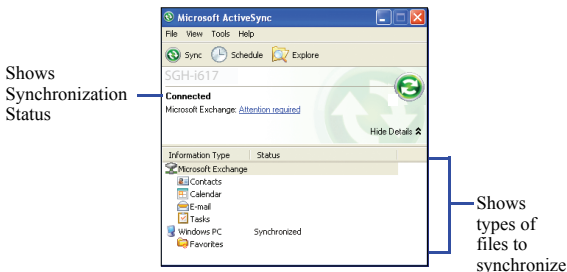 Microsoft ActiveSync
File View Tools Help
Sync Schedule Explore
SGH-i617
Shows
Synchronization
Status
Connected
Microsoft Exchange: Attention required
Hide Details
Information Type Status
Microsoft Exchange
Contacts
Calendar
E-mail
Tasks
Windows PC Synchronized
Favorites
Shows
types of
files to
synchronize